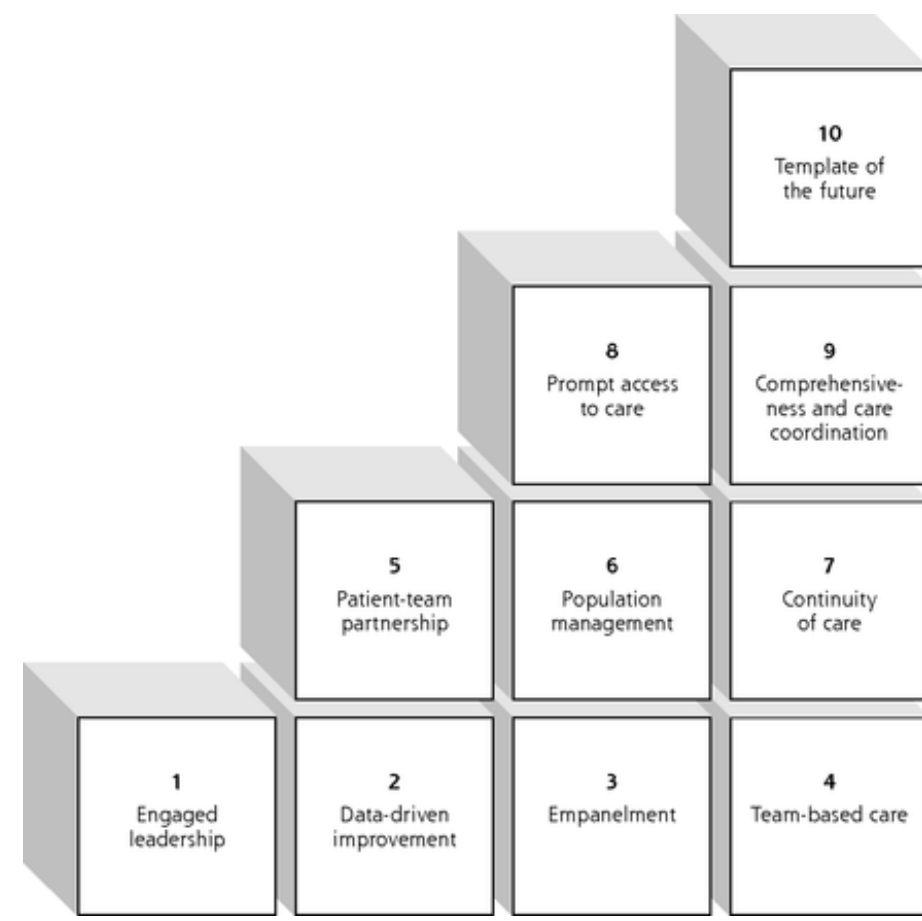 10
Template of
the future
8
Prompt access
to care
9
Comprehensive-
ness and care
coordination
5
Patient-team
partnership
6
Population
management
7
Continuity
of care
1
Engaged
leadership
2
Data-driven
improvement
3
Empanelment
4
Team-based care